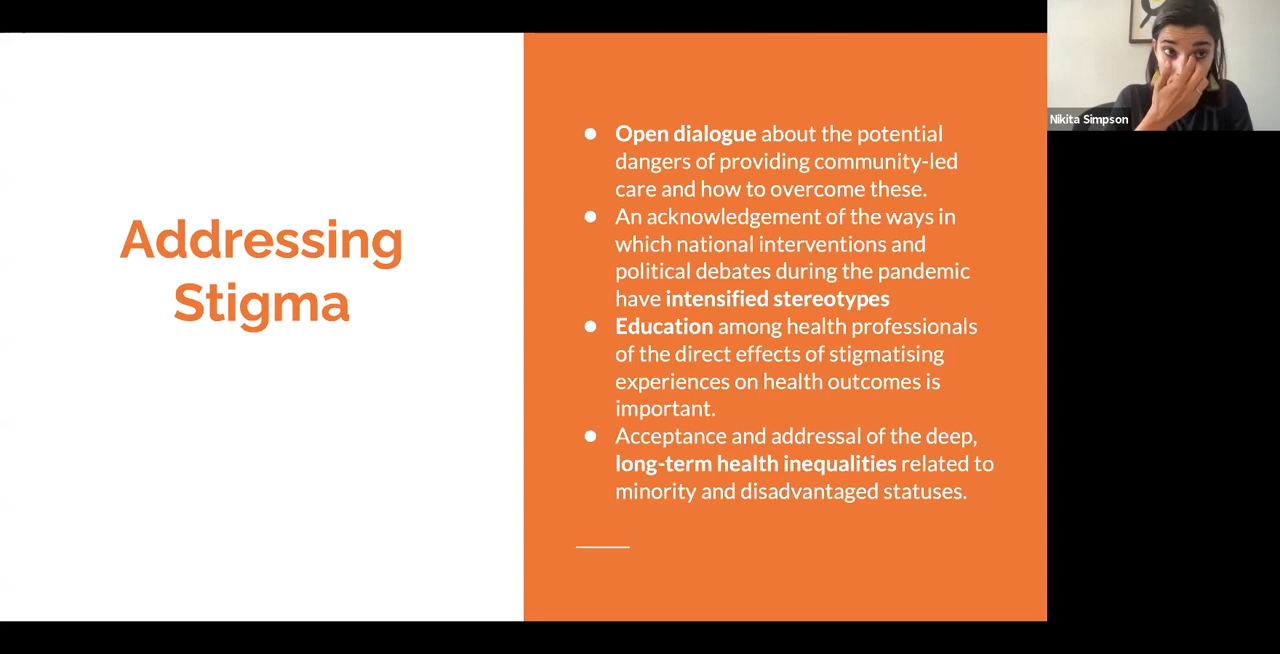 Addressing
Stigma
● Open dialogue about the potential
dangers of providing community-led
care and how to overcome these.
● An acknowledgement of the ways in
which national interventions and
political debates during the pandemic
have intensified stereotypes
● Education among health professionals
of the direct effects of stigmatising
experiences on health outcomes is
important.
● Acceptance and addressal of the deep,
long-term health inequalities related to
minority and disadvantaged statuses.
Nikita Simpson